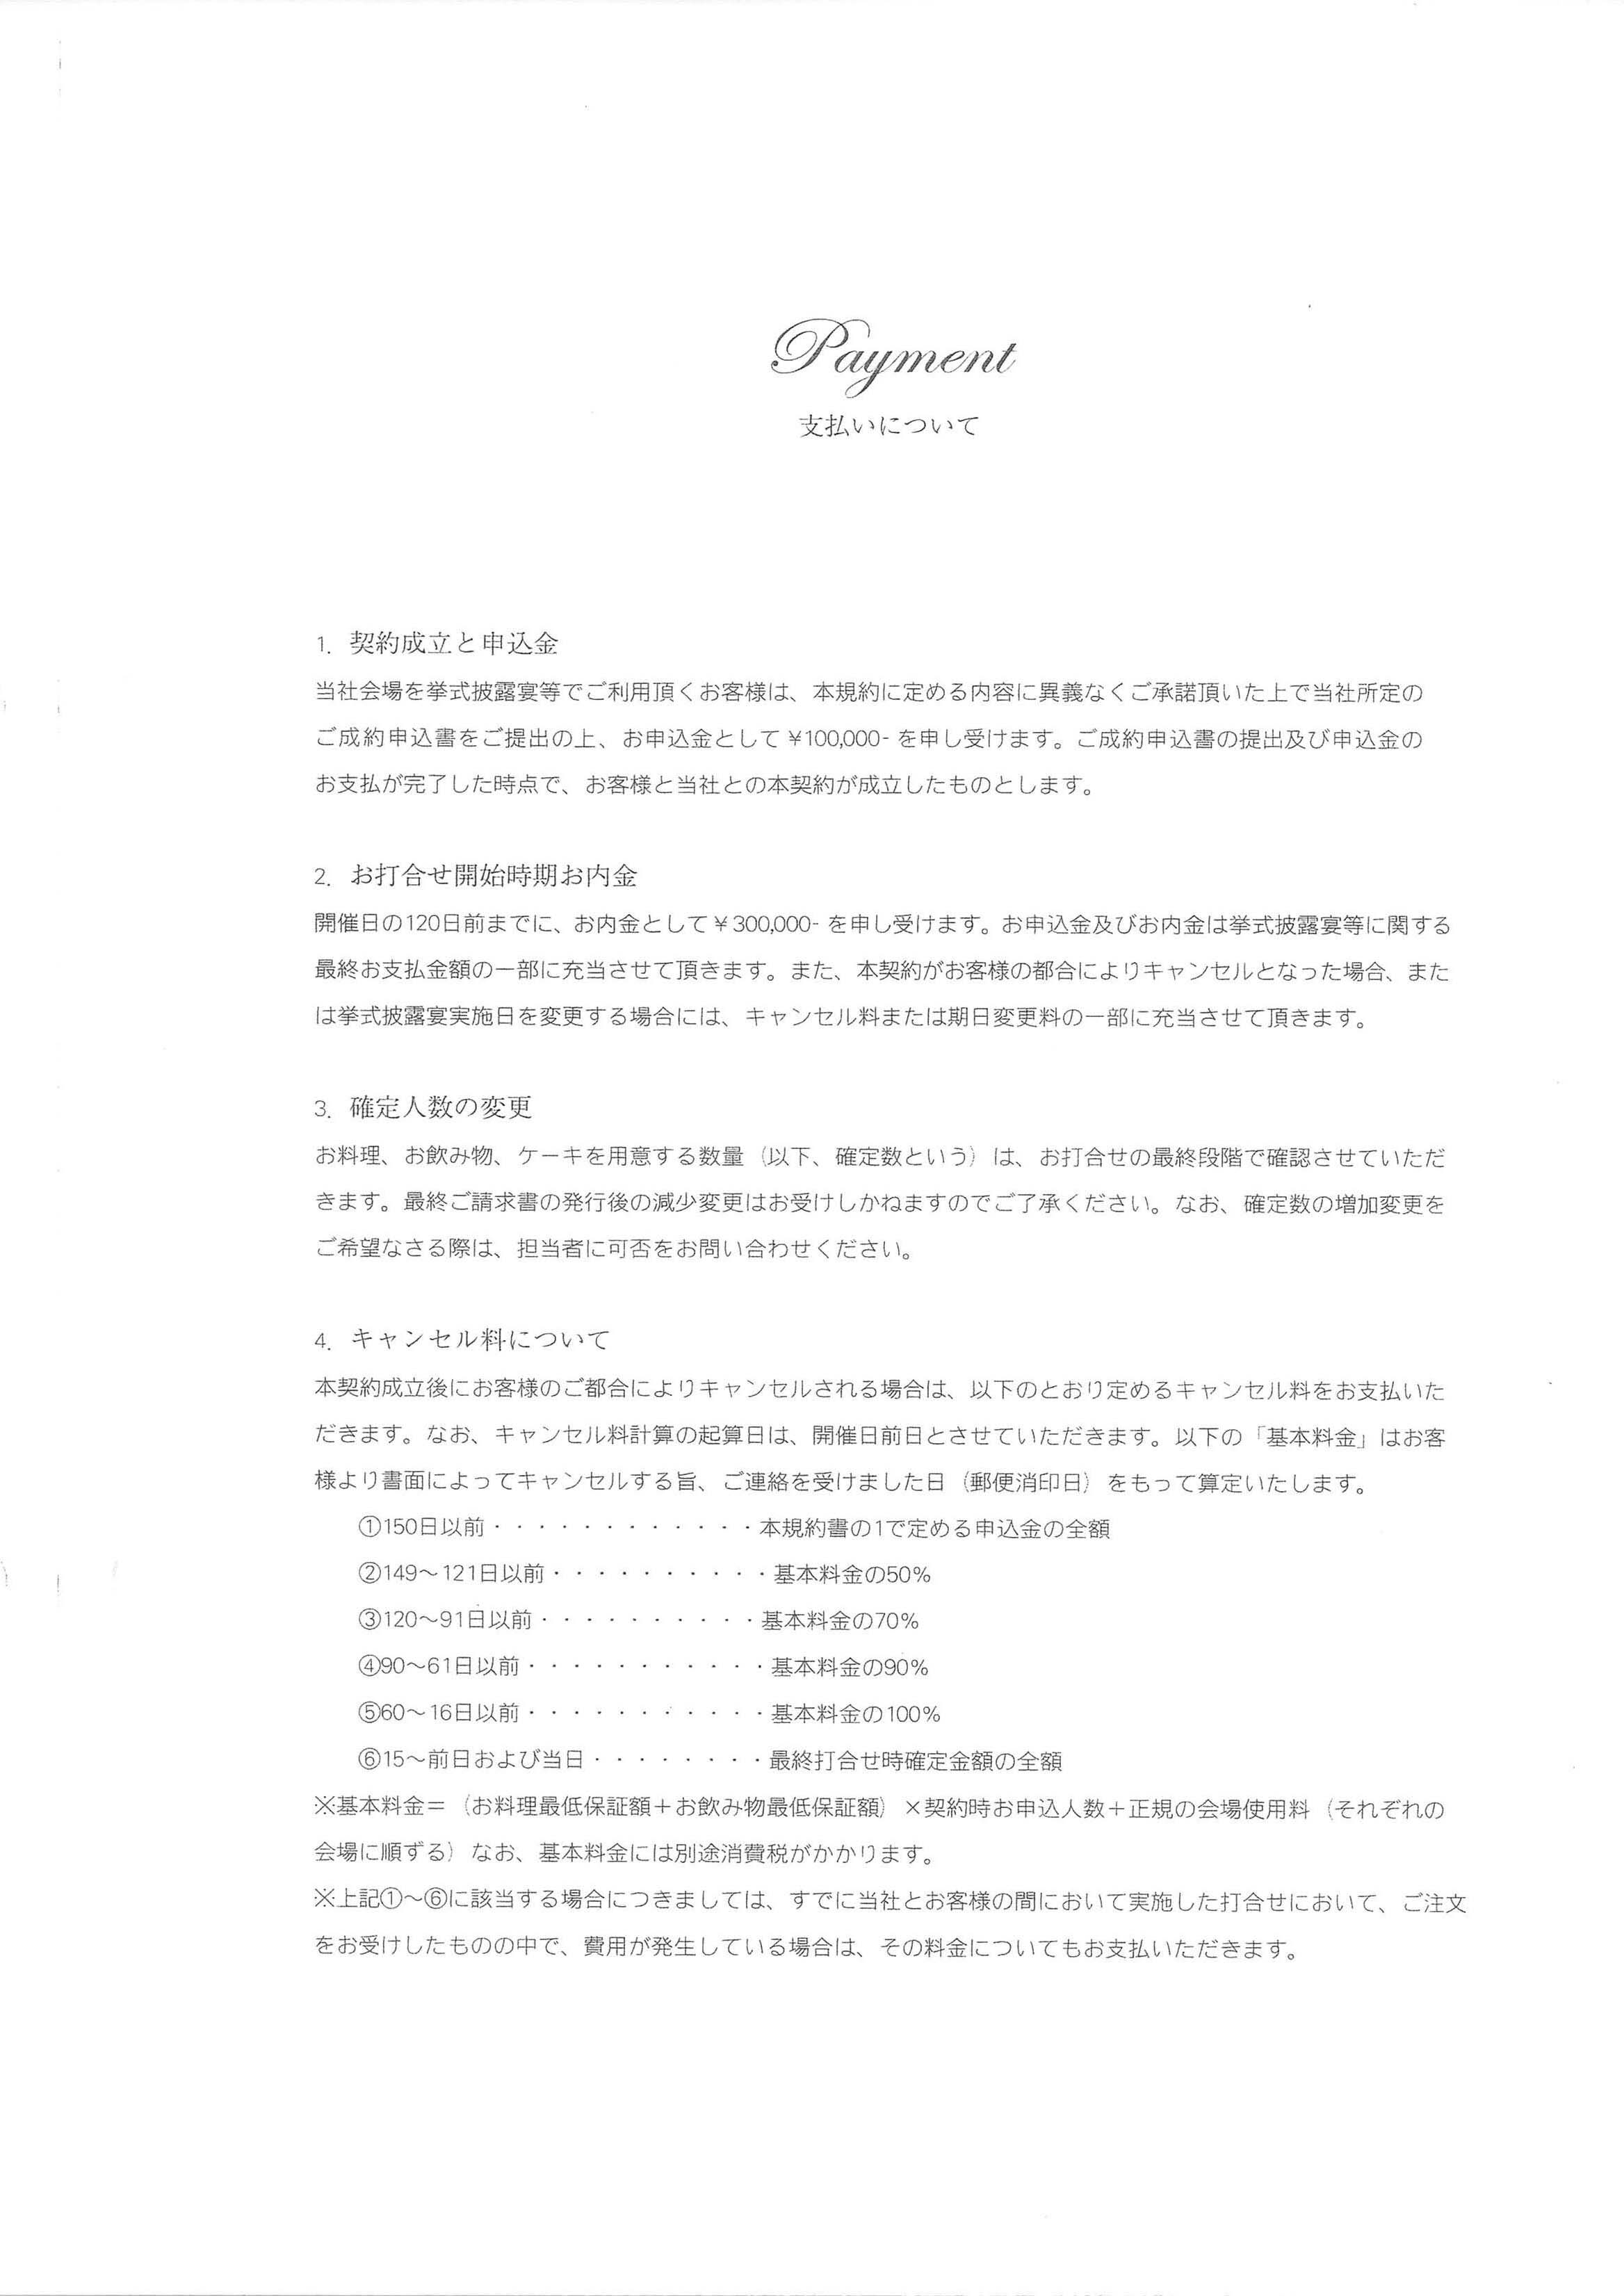 Payment
支払いについて
1. 契約成立と申込金
当社会場を挙式披露宴等でご利用頂くお客様は、本規約に定める内容に異義なくご承諾頂いた上で当社所定の
ご成約申込書をご提出の上、お申込金として¥100,000-を申し受けます。ご成約申込書の提出及び申込金の
お支払が完了した時点で、お客様と当社との本契約が成立したものとします。
2. お打合せ開始時期お内金
開催日の120日前までに、お内金として¥300,000-を申し受けます。お申込金及びお内金は挙式披露宴等に関する
最終お支払金額の一部に充当させて頂きます。また、本契約がお客様の都合によりキャンセルとなった場合、また
は挙式披露宴実施日を変更する場合には、キャンセル料または期日変更料の一部に充当させて頂きます。
3. 確定人数の変更
お料理、お飲み物、ケーキを用意する数量（以下、確定数という）は、お打合せの最終段階で確認させていただ
きます。最終ご請求書の発行後の減少変更はお受けしかねますのでご了承ください。なお、確定数の増加変更を
ご希望なさる際は、担当者に可否をお問い合わせください。
4. キャンセル料について
本契約成立後にお客様のご都合によりキャンセルされる場合は、以下のとおり定めるキャンセル料をお支払いた
だきます。なお、キャンセル料計算の起算日は、開催日前日とさせていただきます。以下の「基本料金」はお客
様より書面によってキャンセルする旨、ご連絡を受けました日（郵便消印日）をもって算定いたします。
①150日以前・・・・・・・・・・・・本規約書の1で定める申込金の全額
②149～121日以前・・・・・・・・・・基本料金の50%
③120～91日以前・・・・・・・・・・基本料金の70%
④90～61日以前・・・・・・・・・・・基本料金の90%
⑤60～16日以前・・・・・・・・・・・基本料金の100%
⑥15～前日および当日・・・・・・・・最終打合せ時確定金額の全額
※基本料金＝（お料理最低保証額＋お飲み物最低保証額）×契約時お申込人数＋正規の会場使用料（それぞれの
会場に順ずる）なお、基本料金には別途消費税がかかります。
※上記①～⑥に該当する場合につきましては、すでに当社とお客様の間において実施した打合せにおいて、ご注文
をお受けしたものの中で、費用が発生している場合は、その料金についてもお支払いただきます。